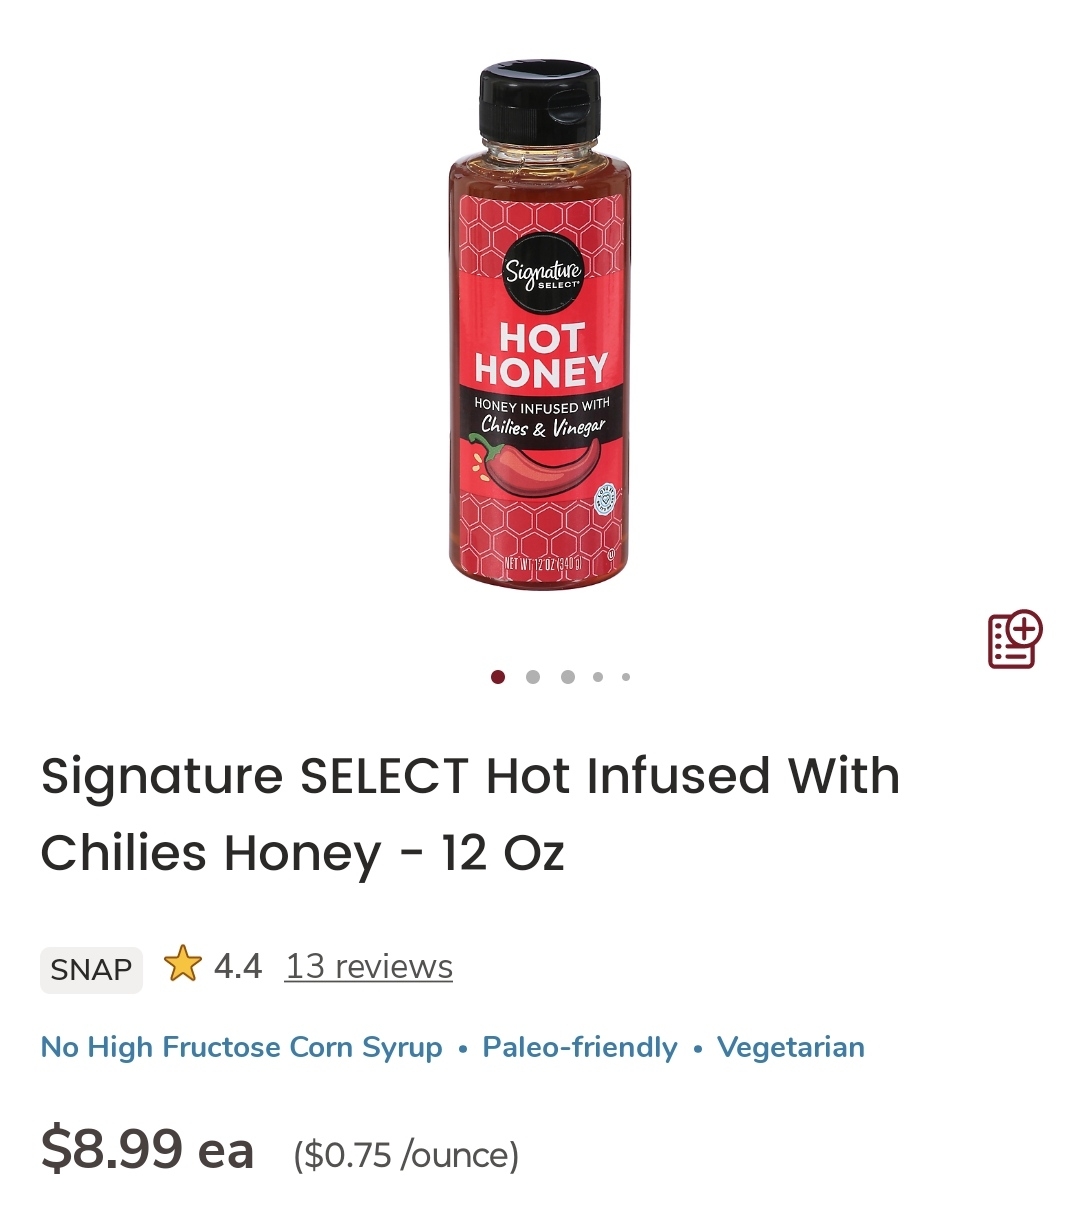 Signature
SELECT®
HOT
HONEY
HONEY INFUSED WITH
Chilies & Vinegar
NET WT 12 OZ (340 g)
U
Signature SELECT Hot Infused With
Chilies Honey - 12 Oz
SNAP 4.4 13 reviews
No High Fructose Corn Syrup • Paleo-friendly • Vegetarian
$8.99 ea ($0.75 /ounce)